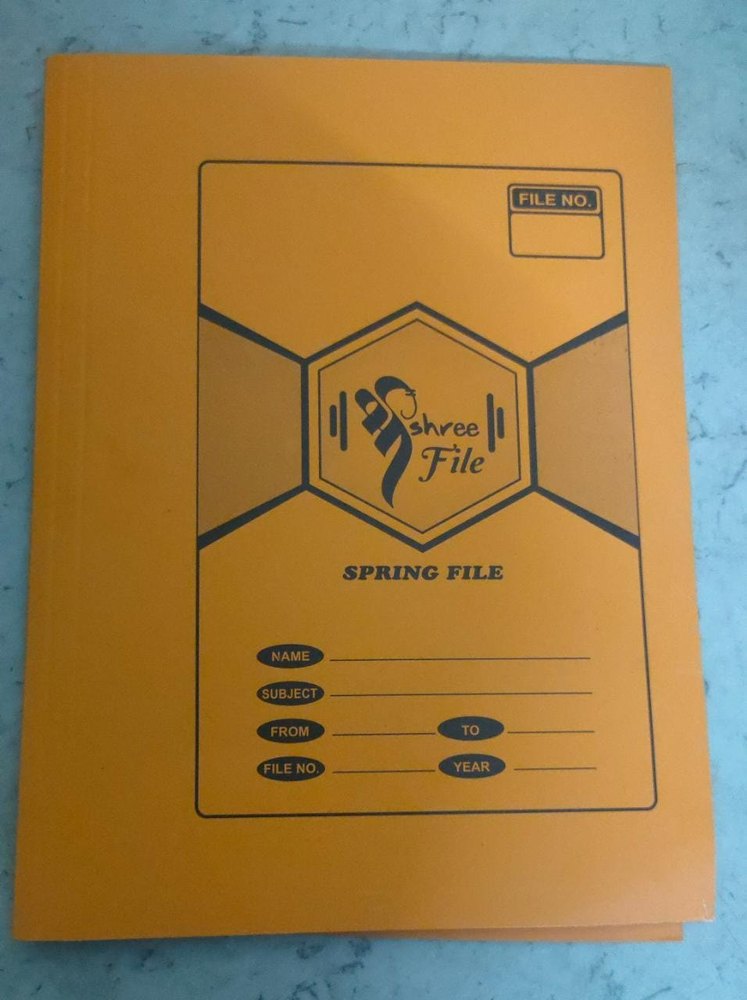 FILE NO.
श्री
shree
File
SPRING FILE
NAME
SUBJECT
FROM TO
FILE NO. YEAR